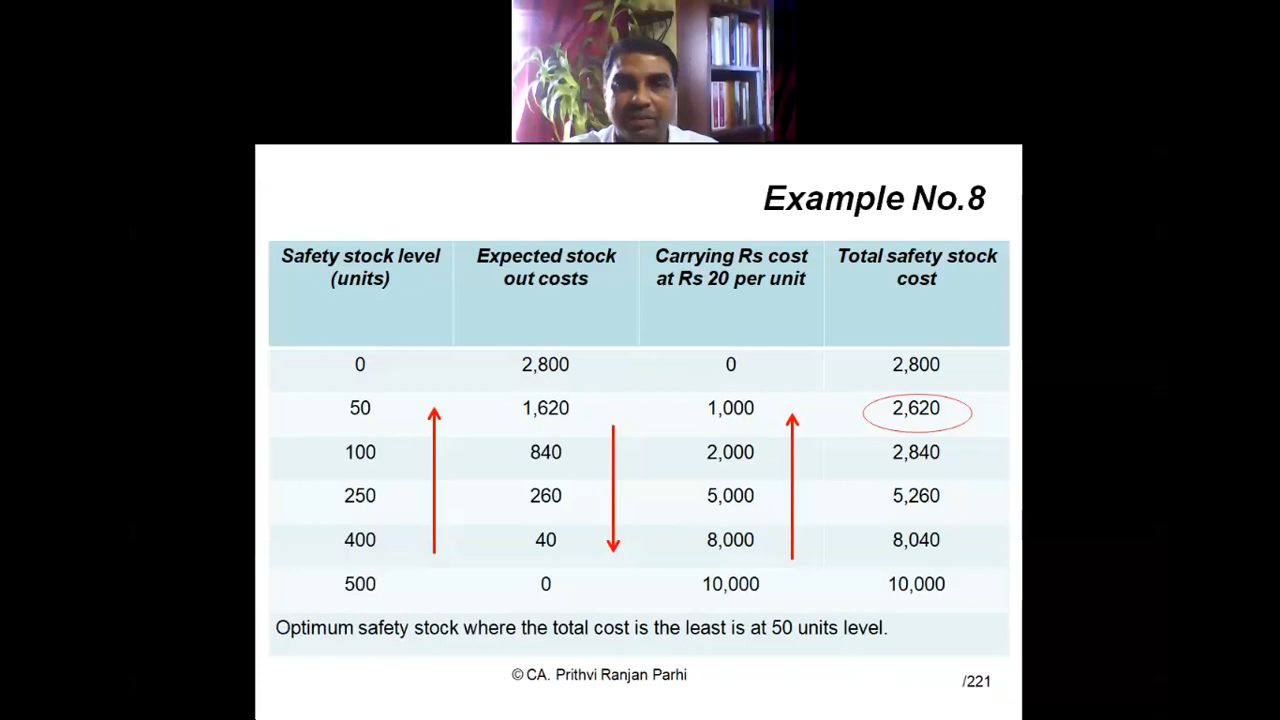 Example No.8
Safety stock level (units) Expected stock out costs Carrying Rs cost at Rs 20 per unit Total safety stock cost
0 2,800 0 2,800
50 1,620 1,000 2,620
100 840 2,000 2,840
250 260 5,000 5,260
400 40 8,000 8,040
500 0 10,000 10,000
Optimum safety stock where the total cost is the least is at 50 units level.
© CA. Prithvi Ranjan Parhi
/221